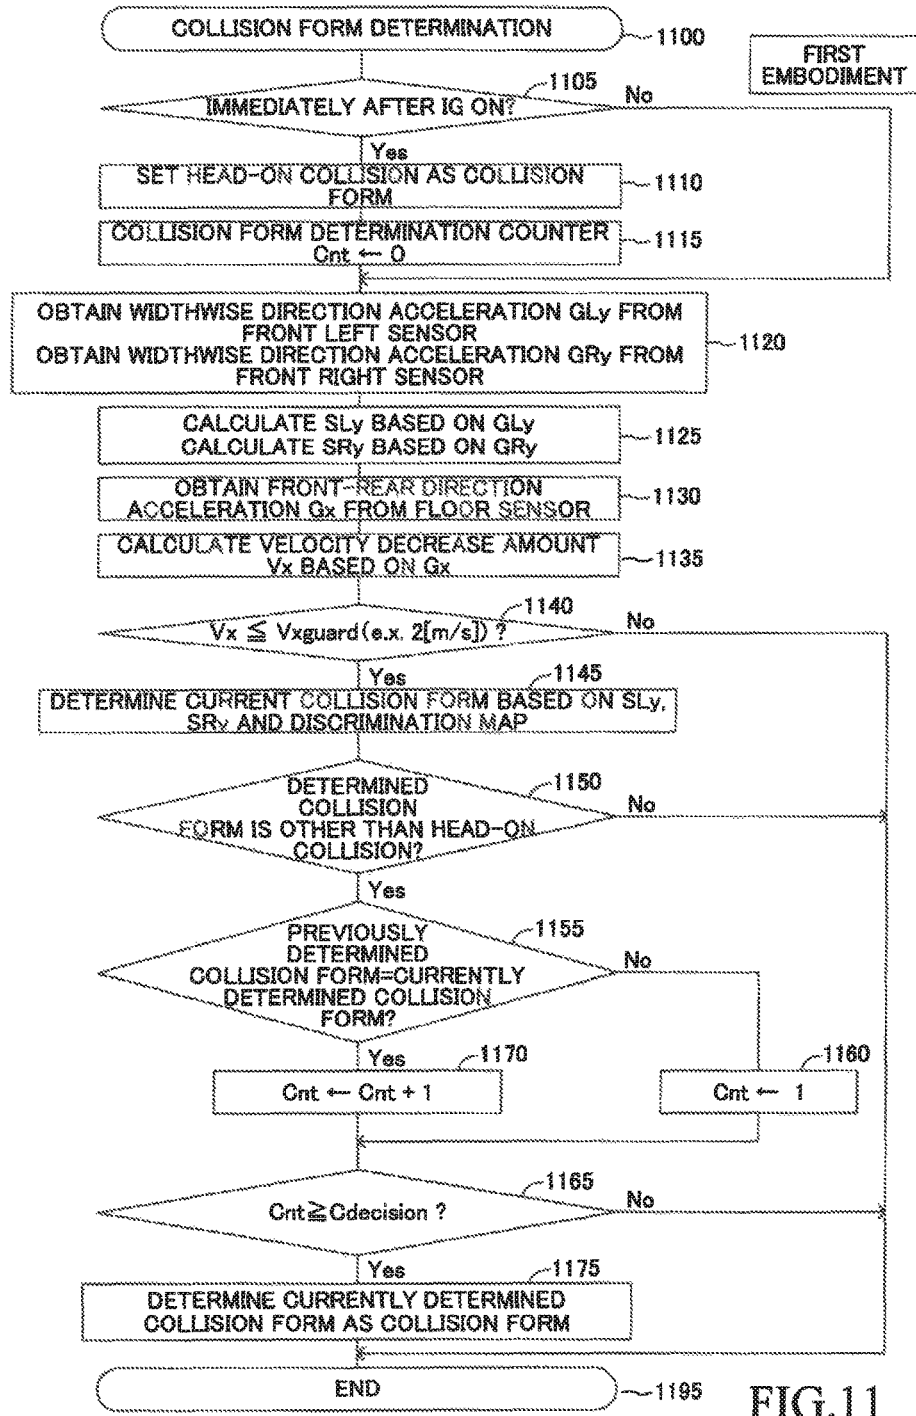 COLLISION FORM DETERMINATION
1100
FIRST
EMBODIMENT
1105
IMMEDIATELY AFTER IG ON?
No
Yes
SET HEAD-ON COLLISION AS COLLISION
FORM
1110
COLLISION FORM DETERMINATION COUNTER
Cnt ← 0
1115
OBTAIN WIDTHWISE DIRECTION ACCELERATION GLy FROM
FRONT LEFT SENSOR
OBTAIN WIDTHWISE DIRECTION ACCELERATION GRy FROM
FRONT RIGHT SENSOR
1120
CALCULATE SLy BASED ON GLy
CALCULATE SRy BASED ON GRy
1125
OBTAIN FRONT-REAR DIRECTION
ACCELERATION Gx FROM FLOOR SENSOR
1130
CALCULATE VELOCITY DECREASE AMOUNT
Vx BASED ON Gx
1135
1140
Vx ≦ Vxguard(e.x. 2[m/s]) ?
No
Yes
1145
DETERMINE CURRENT COLLISION FORM BASED ON SLy,
SRy AND DISCRIMINATION MAP
1150
DETERMINED
COLLISION
FORM IS OTHER THAN HEAD-ON
COLLISION?
No
Yes
1155
PREVIOUSLY
DETERMINED
COLLISION FORM=CURRENTLY
DETERMINED COLLISION
FORM?
No
Yes
1170
Cnt ← Cnt + 1
1160
Cnt ← 1
1165
Cnt≧Cdecision ?
No
Yes
1175
DETERMINE CURRENTLY DETERMINED
COLLISION FORM AS COLLISION FORM
END
1195
FIG.11